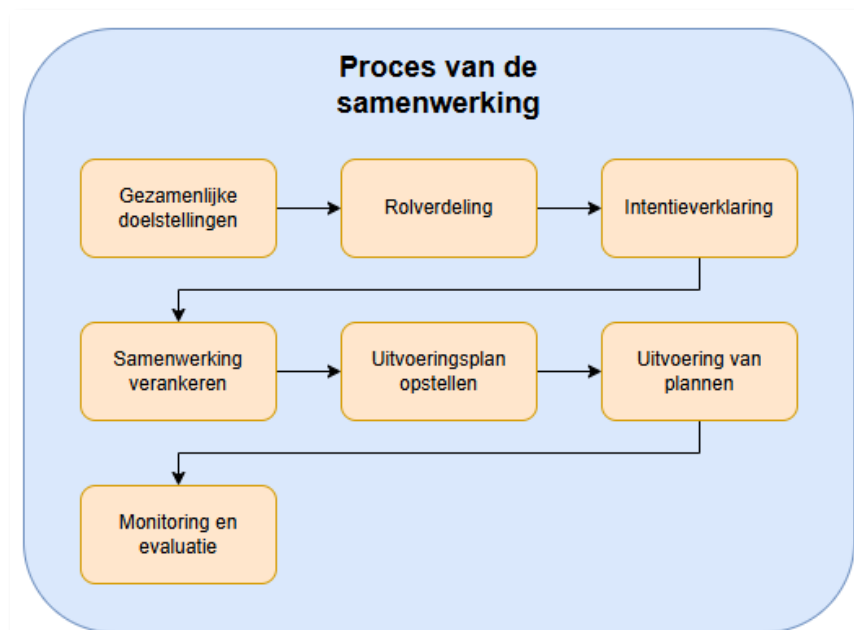 Proces van de
samenwerking
Gezamenlijke
doelstellingen
Rolverdeling
Intentieverklaring
Samenwerking
verankeren
Uitvoeringsplan
opstellen
Uitvoering van
plannen
Monitoring en
evaluatie